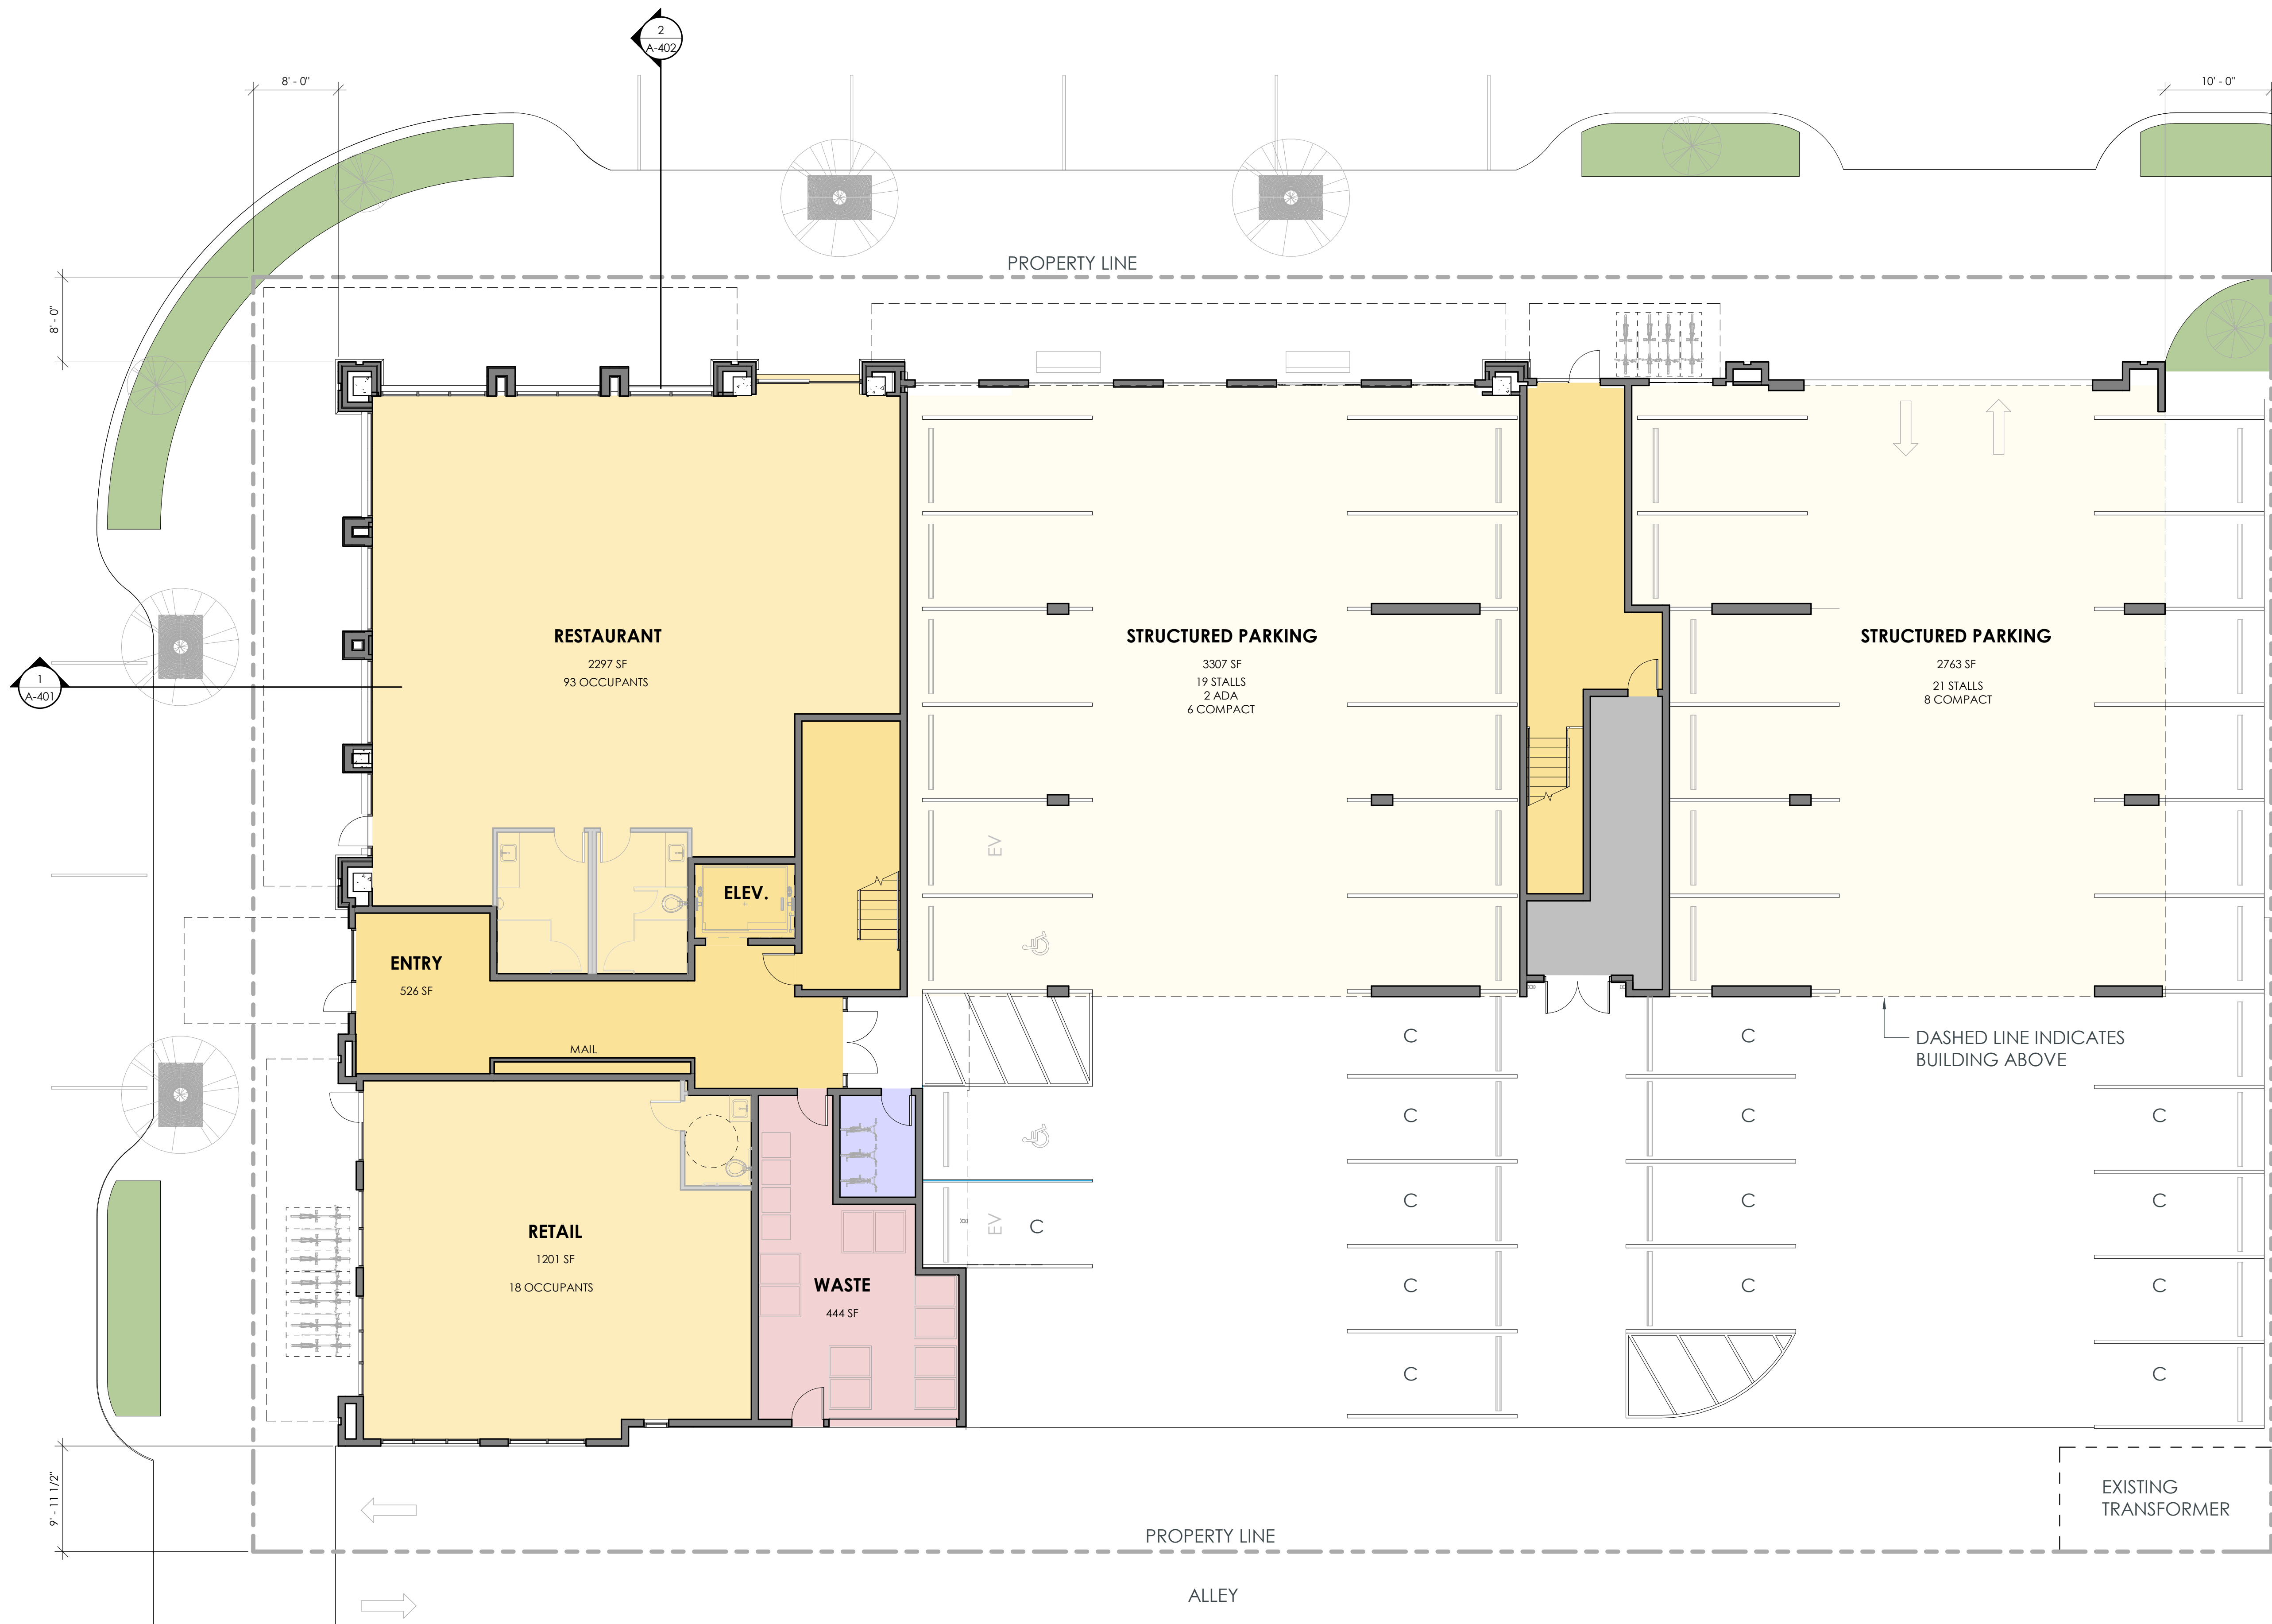 2
A-402
8' - 0"
10' - 0"
PROPERTY LINE
8' - 0"
RESTAURANT
2297 SF
93 OCCUPANTS
STRUCTURED PARKING
3307 SF
19 STALLS
2 ADA
6 COMPACT
STRUCTURED PARKING
2763 SF
21 STALLS
8 COMPACT
1
A-401
EV
ELEV.
ENTRY
526 SF
MAIL
C
C
DASHED LINE INDICATES
BUILDING ABOVE
C
C
C
C
C
C
EV
C
RETAIL
1201 SF
18 OCCUPANTS
WASTE
444 SF
C
C
C
C
C
9' - 11 1/2"
EXISTING
TRANSFORMER
PROPERTY LINE
ALLEY